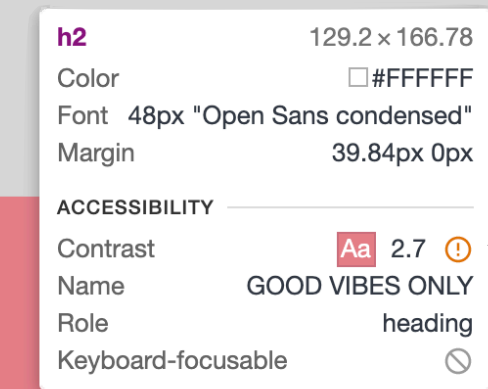 h2 129.2 × 166.78
Color #FFFFFF
Font 48px "Open Sans condensed"
Margin 39.84px 0px
ACCESSIBILITY
Contrast Aa 2.7
Name GOOD VIBES ONLY
Role heading
Keyboard-focusable